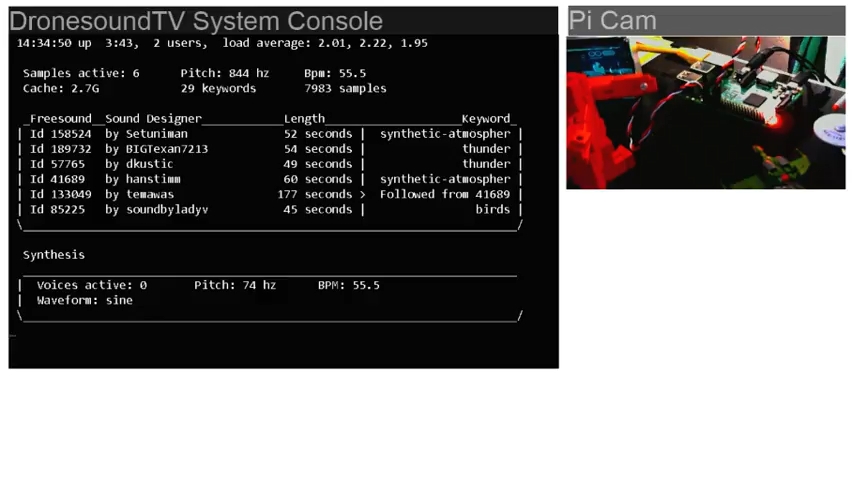 DronesoundTV System Console
Pi Cam
14:34:50 up 3:43, 2 users, load average: 2.01, 2.22, 1.95
Samples active: 6 Pitch: 844 hz Bpm: 55.5
Cache: 2.7G 29 keywords 7983 samples
_Freesound__Sound Designer____________Length____________________Keyword_
| Id 158524 by Setuniman 52 seconds | synthetic-atmospher |
| Id 189732 by BIGTexan7213 54 seconds | thunder |
| Id 57765 by dkustic 49 seconds | thunder |
| Id 41689 by hanstimm 60 seconds | synthetic-atmospher |
| Id 133049 by temawas 177 seconds > Followed from 41689 |
| Id 85225 by soundbyladyv 45 seconds | birds |
Synthesis
| Voices active: 0 Pitch: 74 hz BPM: 55.5
| Waveform: sine